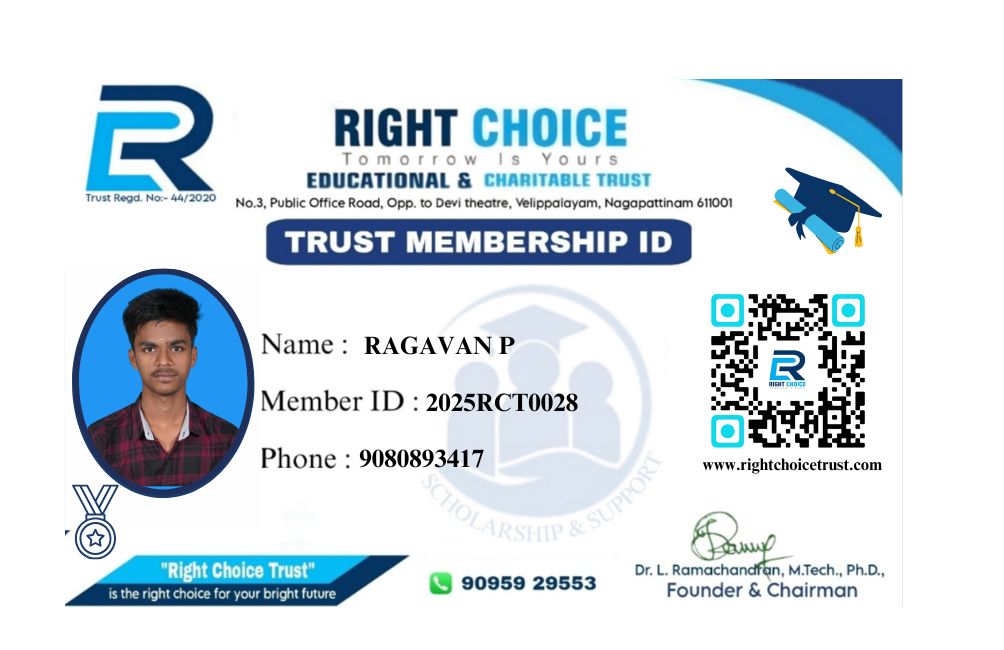 Trust Regd. No:- 44/2020
RIGHT CHOICE
Tomorrow Is Yours
EDUCATIONAL & CHARITABLE TRUST
No.3, Public Office Road, Opp. to Devi theatre, Velippalayam, Nagapattinam 611001
TRUST MEMBERSHIP ID
Name : RAGAVAN P
Member ID : 2025RCT0028
Phone : 9080893417
SCHOLARSHIP & SUPPORT
RIGHT CHOICE
www.rightchoicetrust.com
"Right Choice Trust"
is the right choice for your bright future
90959 29553
Dr. L. Ramachandran, M.Tech., Ph.D.,
Founder & Chairman